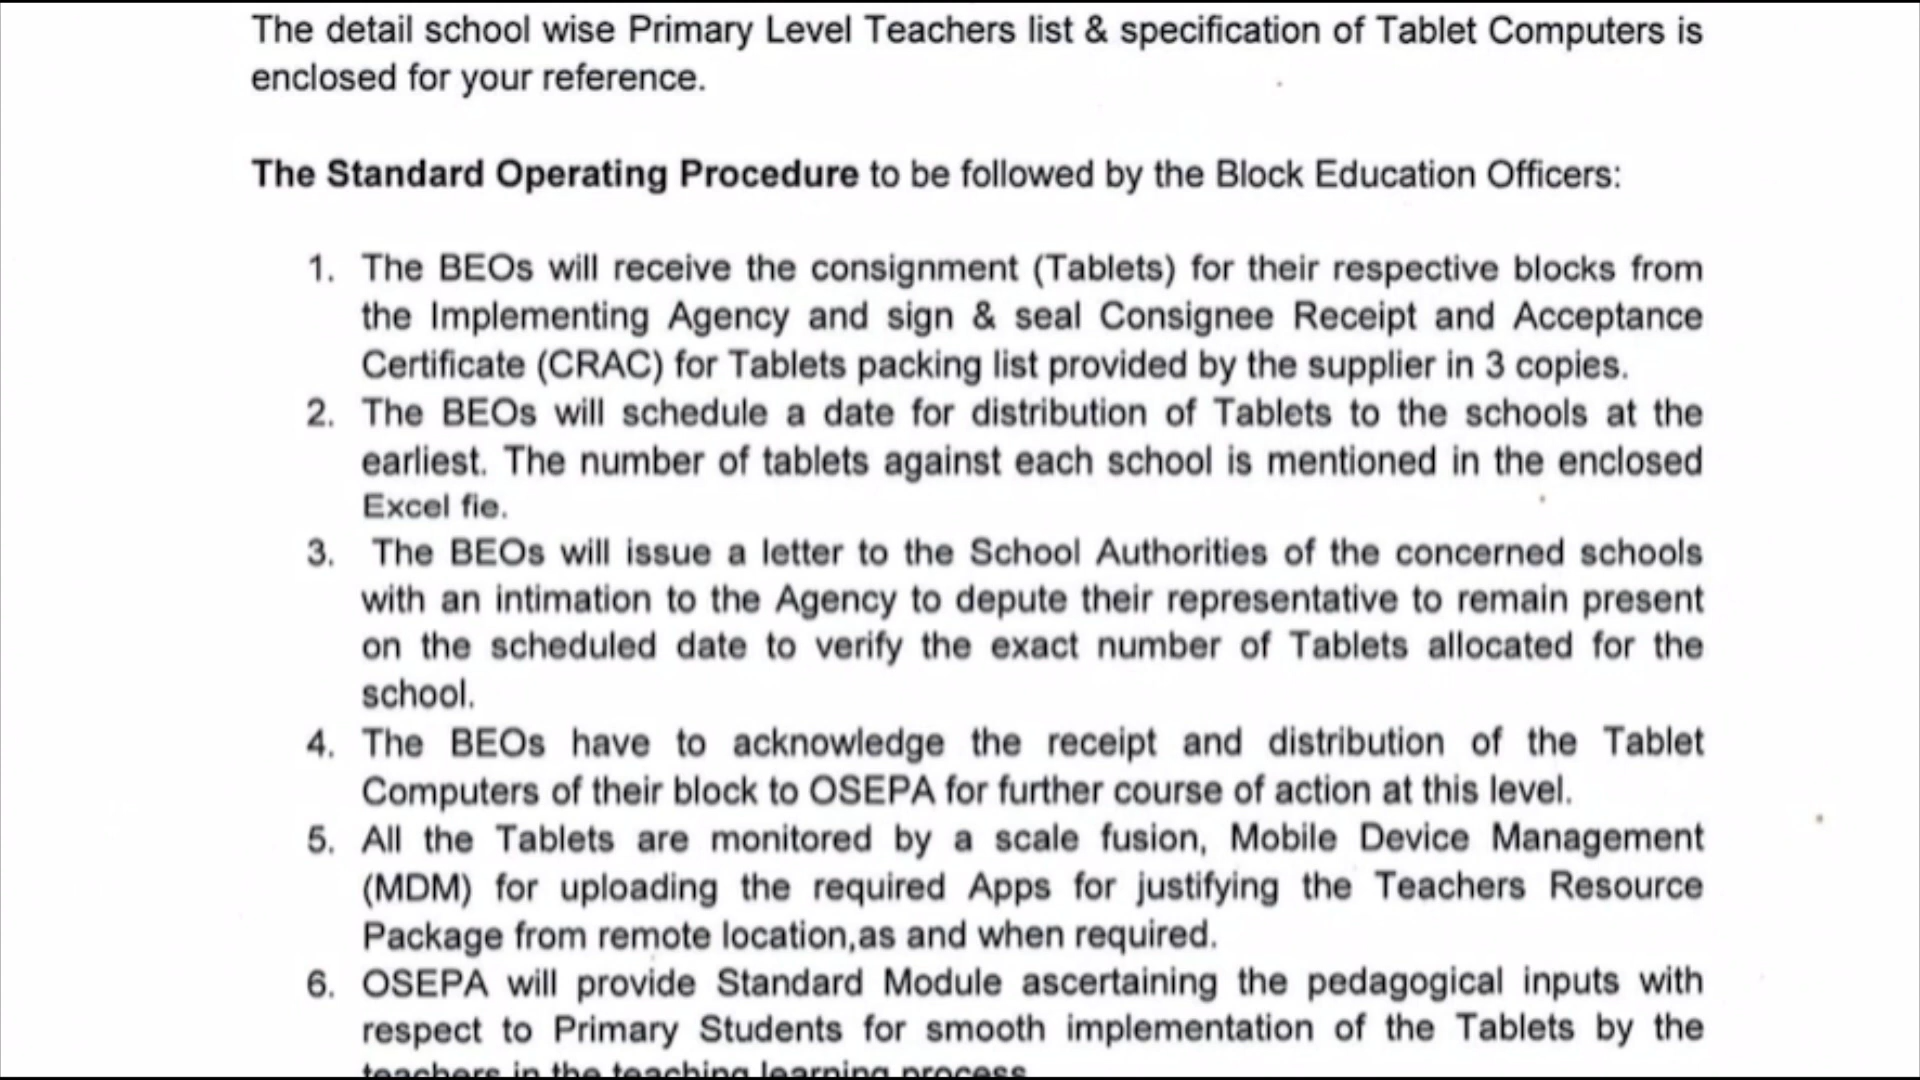 The detail school wise Primary Level Teachers list & specification of Tablet Computers is
enclosed for your reference.
The Standard Operating Procedure to be followed by the Block Education Officers:
1. The BEOs will receive the consignment (Tablets) for their respective blocks from
the Implementing Agency and sign & seal Consignee Receipt and Acceptance
Certificate (CRAC) for Tablets packing list provided by the supplier in 3 copies.
2. The BEOs will schedule a date for distribution of Tablets to the schools at the
earliest. The number of tablets against each school is mentioned in the enclosed
Excel fie.
3. The BEOs will issue a letter to the School Authorities of the concerned schools
with an intimation to the Agency to depute their representative to remain present
on the scheduled date to verify the exact number of Tablets allocated for the
school.
4. The BEOs have to acknowledge the receipt and distribution of the Tablet
Computers of their block to OSEPA for further course of action at this level.
5. All the Tablets are monitored by a scale fusion, Mobile Device Management
(MDM) for uploading the required Apps for justifying the Teachers Resource
Package from remote location,as and when required.
6. OSEPA will provide Standard Module ascertaining the pedagogical inputs with
respect to Primary Students for smooth implementation of the Tablets by the
teachers in the teaching learning process